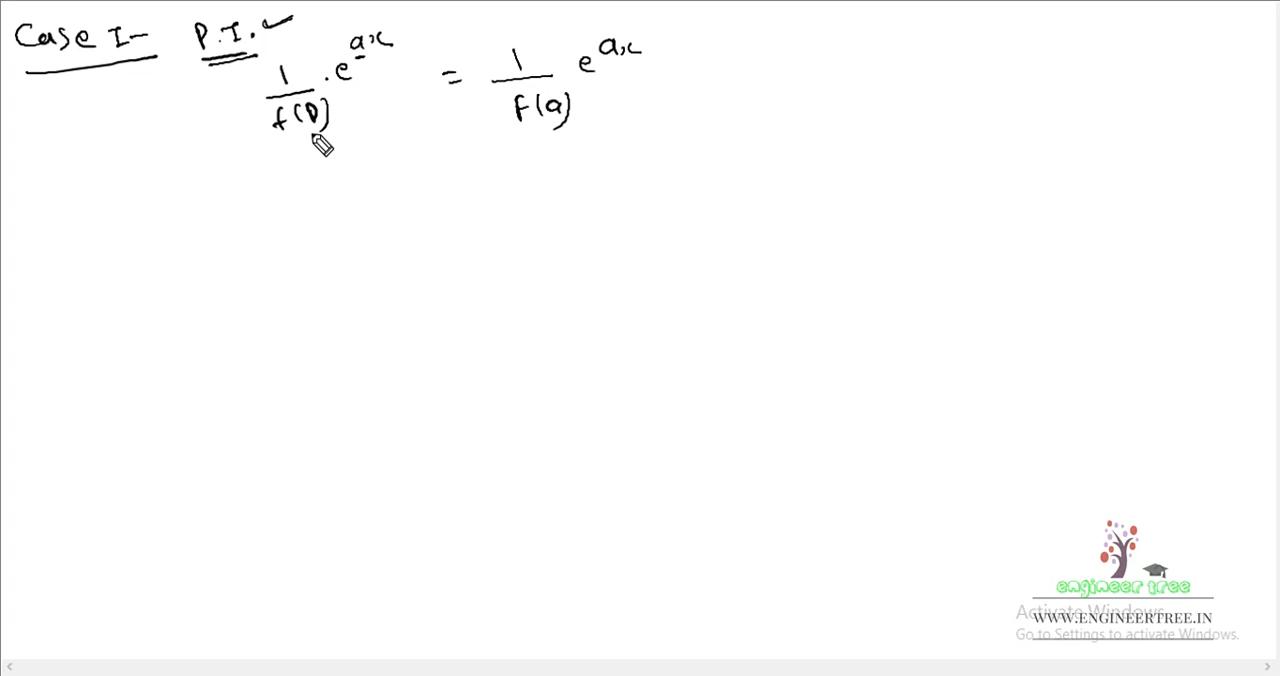 Case I- P.I.
1/f(D) . e^ax = 1/f(a) e^ax
engineer tree
WWW.ENGINEERTREE.IN
Activate Windows
Go to Settings to activate Windows.